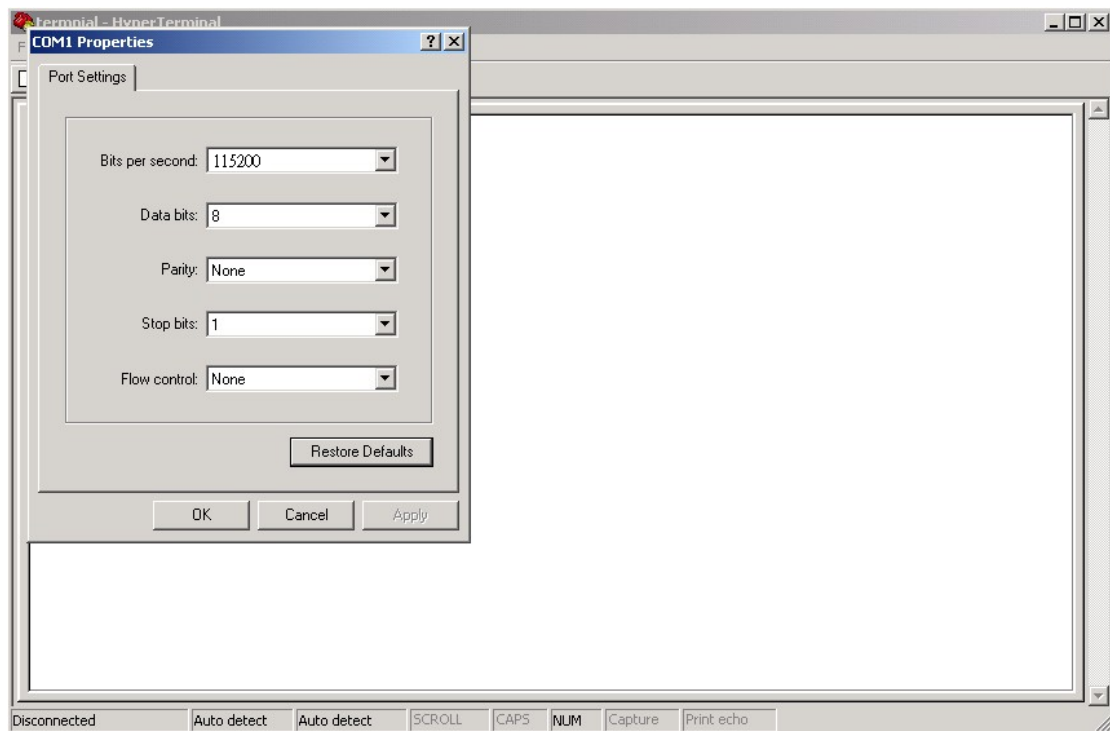 termnial - HyperTerminal
COM1 Properties
F
Port Settings
Bits per second: 115200
Data bits: 8
Parity: None
Stop bits: 1
Flow control: None
Restore Defaults
OK Cancel Apply
Disconnected Auto detect Auto detect SCROLL CAPS NUM Capture Print echo